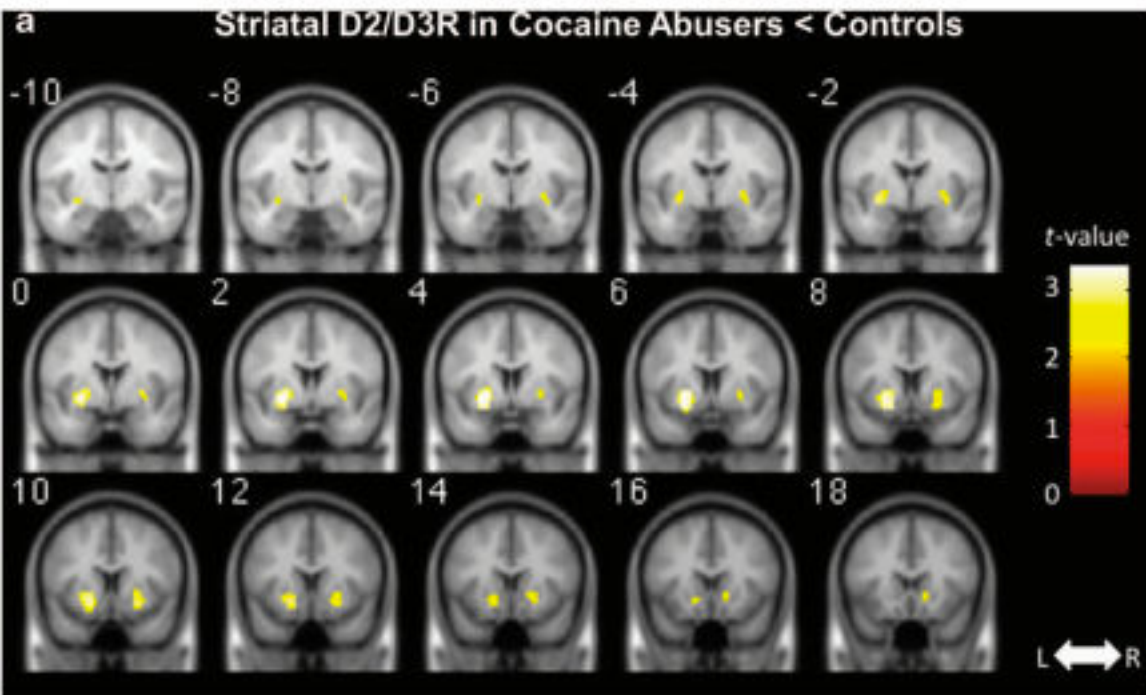 a
Striatal D2/D3R in Cocaine Abusers < Controls
-10 -8 -6 -4 -2
t-value
0 2 4 6 8
3
2
1
0
10 12 14 16 18
L R